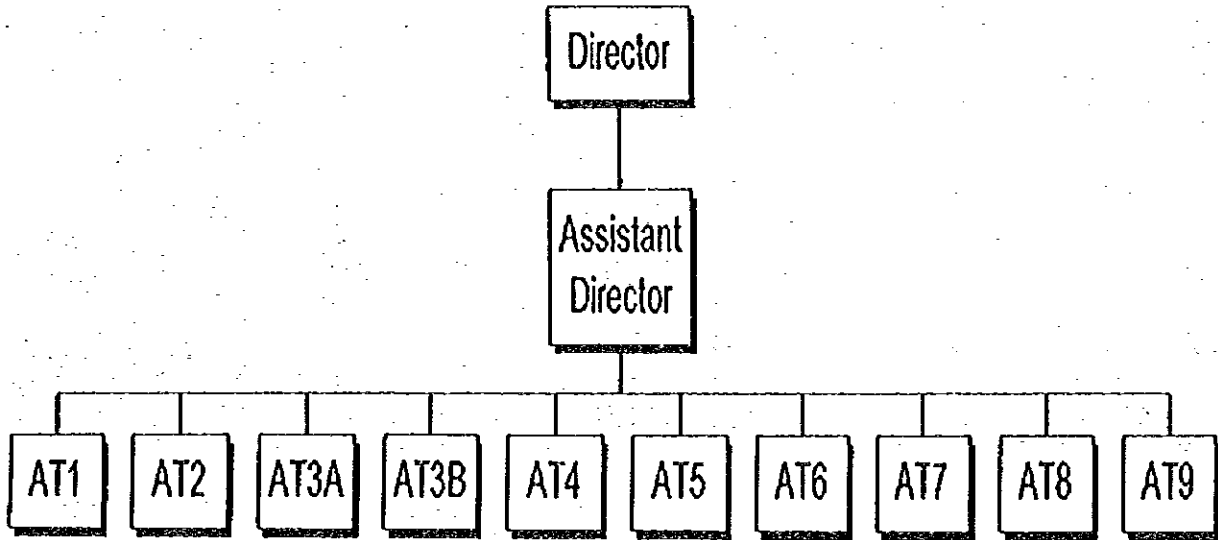 Director
Assistant
Director
AT1 AT2 AT3A AT3B AT4 AT5 AT6 AT7 AT8 AT9